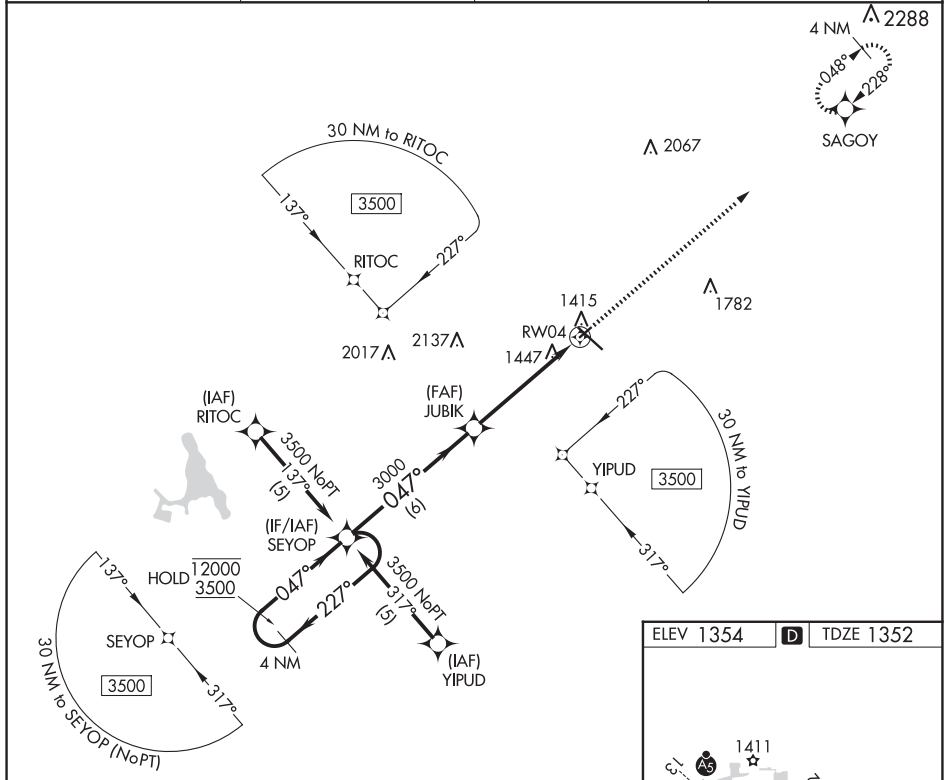 2288
4 NM
048°
228°
SAGOY
30 NM to RITOC
3500
137°
227°
RITOC
2067
1782
1415
RW04
1447
2017
2137
(FAF)
JUBIK
(IAF)
RITOC
3500 NoPT
137°
(5)
3000
047°
(6)
(IF/IAF)
SEYOP
227°
YIPUD
3500
30 NM to YIPUD
317°
HOLD
12000
3500
047°
227°
4 NM
3500 NoPT
317°
(5)
(IAF)
YIPUD
137°
SEYOP
3500
317°
30 NM to SEYOP (NoPT)
ELEV 1354
D
TDZE 1352
1411
A5
13